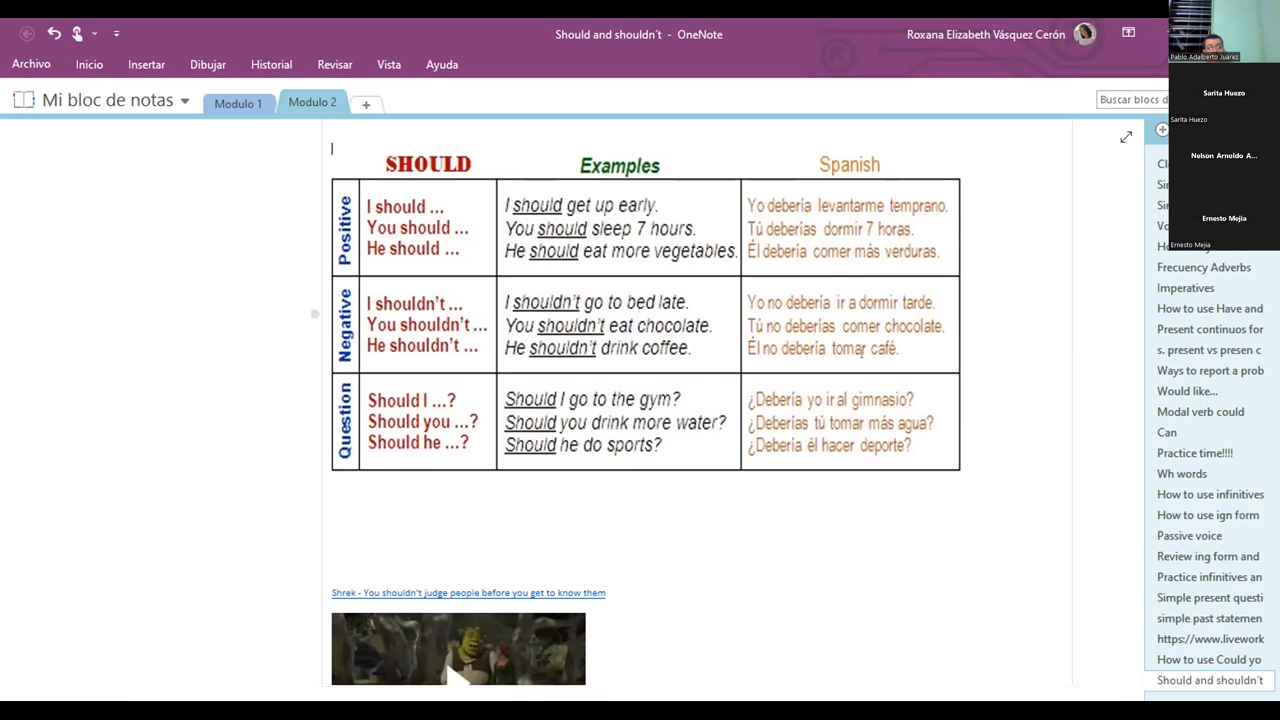 Should and shouldn´t - OneNote
Roxana Elizabeth Vásquez Cerón
Archivo Inicio Insertar Dibujar Historial Revisar Vista Ayuda
Mi bloc de notas Modulo 1 Modulo 2 +
Buscar blocs d
SHOULD Examples Spanish
Positive
I should ... I should get up early. Yo debería levantarme temprano.
You should ... You should sleep 7 hours. Tú deberías dormir 7 horas.
He should ... He should eat more vegetables. Él debería comer más verduras.
Negative
I shouldn't ... I shouldn't go to bed late. Yo no debería ir a dormir tarde.
You shouldn't ... You shouldn't eat chocolate. Tú no deberías comer chocolate.
He shouldn't ... He shouldn't drink coffee. Él no debería tomar café.
Question
Should I ...? Should I go to the gym? ¿Debería yo ir al gimnasio?
Should you ...? Should you drink more water? ¿Deberías tú tomar más agua?
Should he ...? Should he do sports? ¿Debería él hacer deporte?
Shrek - You shouldn't judge people before you get to know them
Pablo Adalberto Juárez
Sarita Huezo
Sarita Huezo
Nelson Arnoldo A...
Ernesto Mejia
Ernesto Mejia
Frecuency Adverbs
Imperatives
How to use Have and
Present continuos for
s. present vs presen c
Ways to report a prob
Would like...
Modal verb could
Can
Practice time!!!!
Wh words
How to use infinitives
How to use ign form
Passive voice
Review ing form and
Practice infinitives an
Simple present questi
simple past statemen
https://www.livework
How to use Could yo
Should and shouldn´t